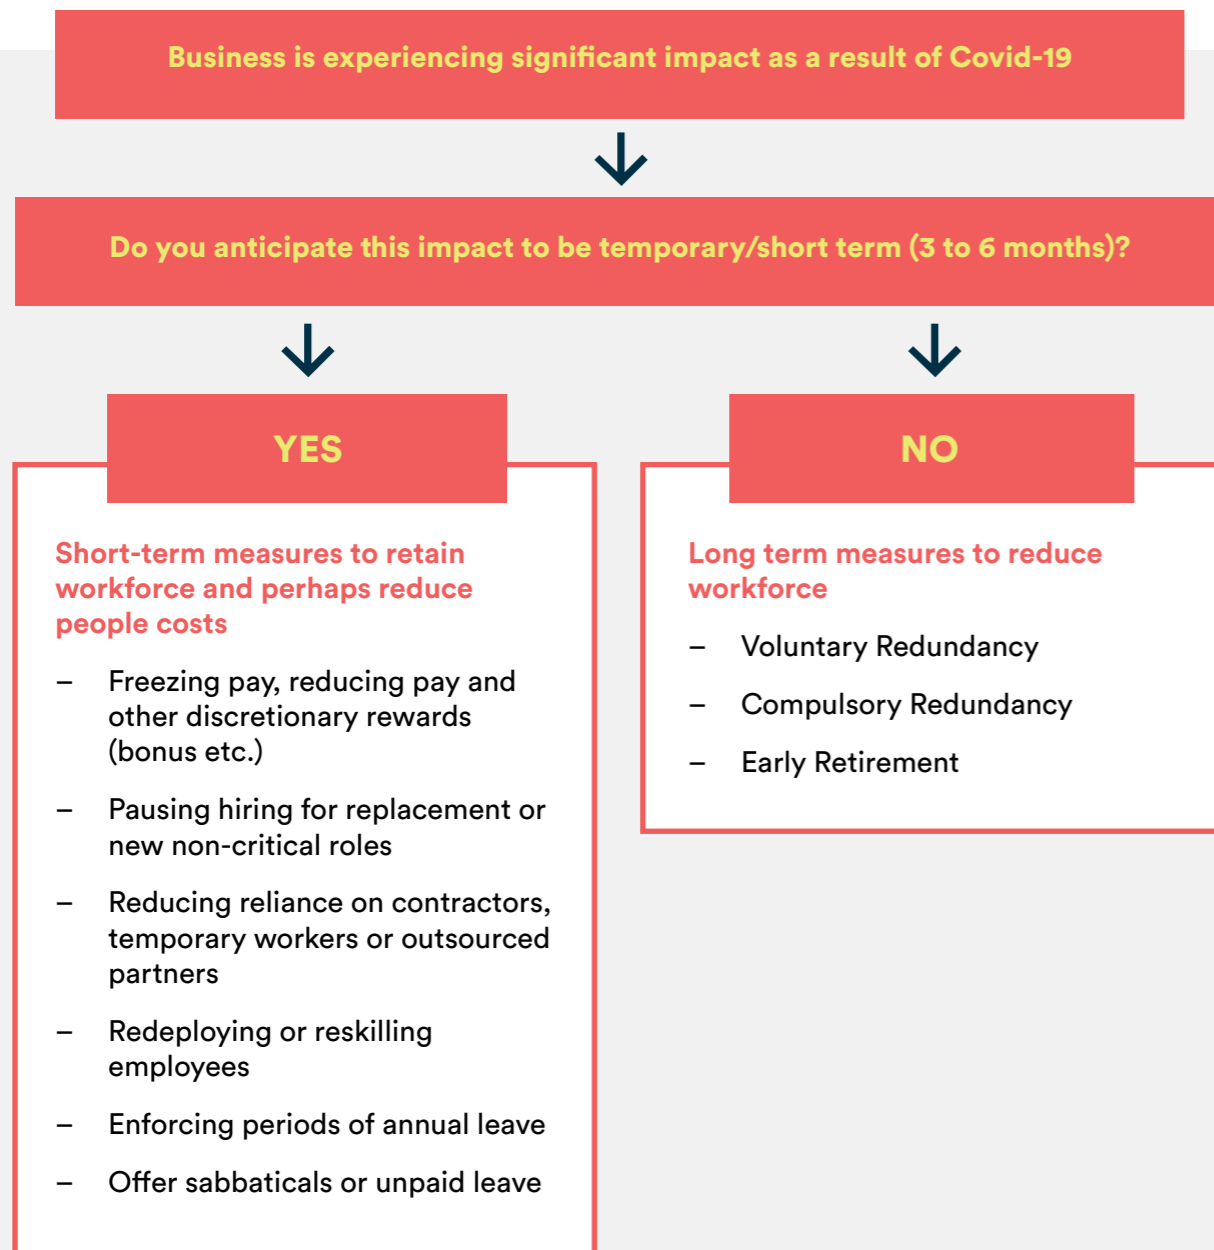 Business is experiencing significant impact as a result of Covid-19
Do you anticipate this impact to be temporary/short term (3 to 6 months)?
YES
Short-term measures to retain
workforce and perhaps reduce
people costs
– Freezing pay, reducing pay and
other discretionary rewards
(bonus etc.)
– Pausing hiring for replacement or
new non-critical roles
– Reducing reliance on contractors,
temporary workers or outsourced
partners
– Redeploying or reskilling
employees
– Enforcing periods of annual leave
– Offer sabbaticals or unpaid leave
NO
Long term measures to reduce
workforce
– Voluntary Redundancy
– Compulsory Redundancy
– Early Retirement